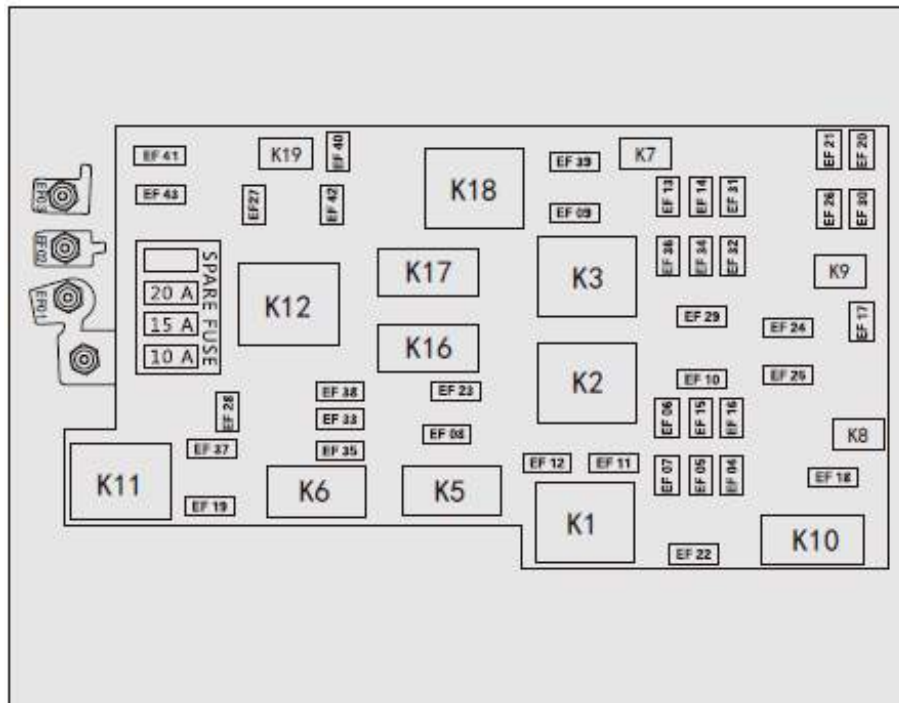 EF 41
K19
EF 40
K18
EF 39
K7
EF 21
EF 20
EF03
EF 43
EF27
EF 42
EF 09
EF 13
EF 14
EF 31
EF 26
EF 30
EF02
SPARE FUSE
20 A
15 A
10 A
K12
K17
K3
EF 36
EF 34
EF 32
K9
EF01
K16
EF 29
EF 24
EF 17
K2
EF 10
EF 25
EF 28
EF 38
EF 23
EF 33
EF 06
EF 15
EF 16
EF 37
EF 35
EF 08
K8
K11
EF 12
EF 11
EF 07
EF 05
EF 04
EF 18
EF 19
K6
K5
K1
EF 22
K10